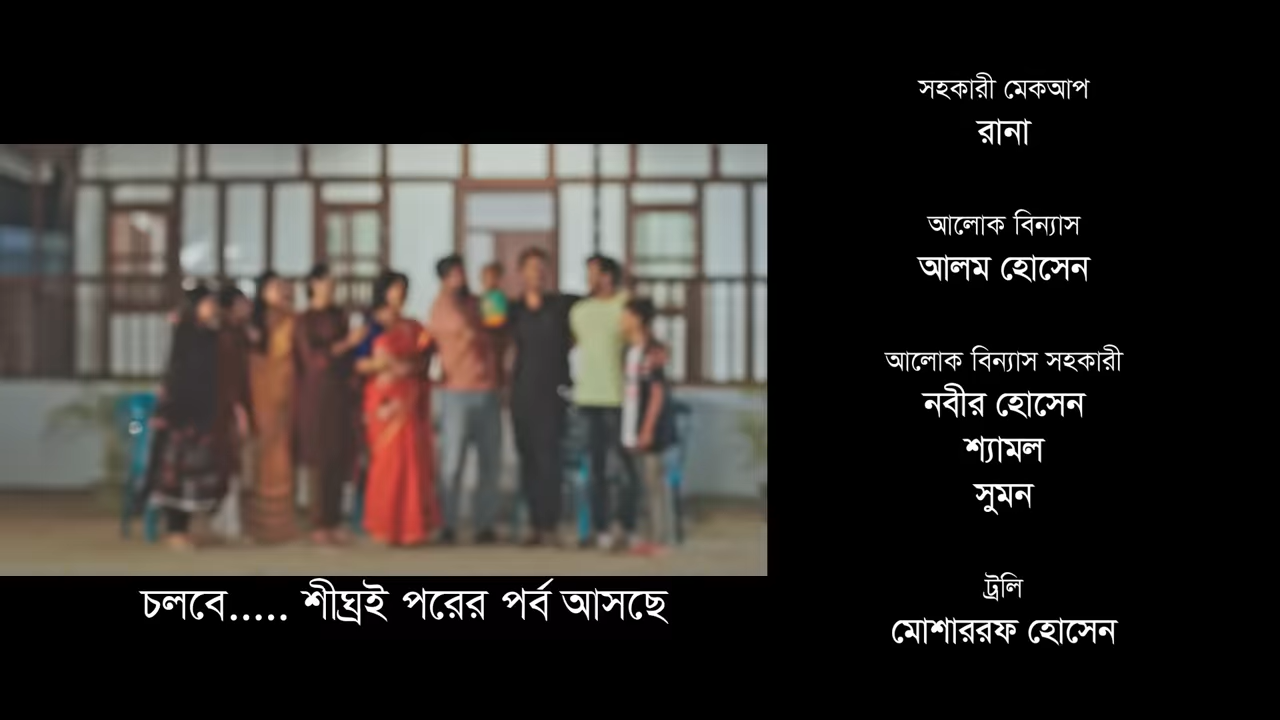 সহকারী মেকআপ
রানা
আলোক বিন্যাস
আলম হোসেন
আলোক বিন্যাস সহকারী
নবীর হোসেন
শ্যামল
সুমন
ট্রলি
মোশাররফ হোসেন
চলবে..... শীঘ্রই পরের পর্ব আসছে